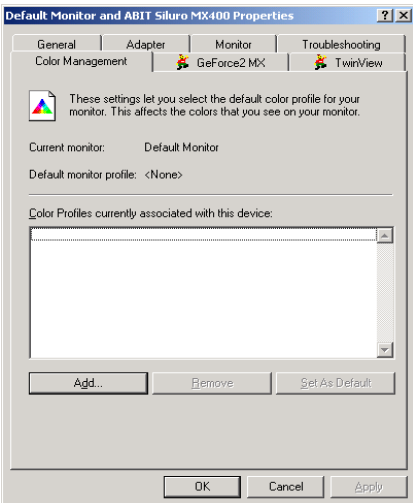 Default Monitor and ABIT Siluro MX400 Properties
General Adapter Monitor Troubleshooting
Color Management GeForce2 MX TwinView
These settings let you select the default color profile for your
monitor. This affects the colors that you see on your monitor.
Current monitor: Default Monitor
Default monitor profile: <None>
Color Profiles currently associated with this device:
Add... Remove Set As Default
OK Cancel Apply